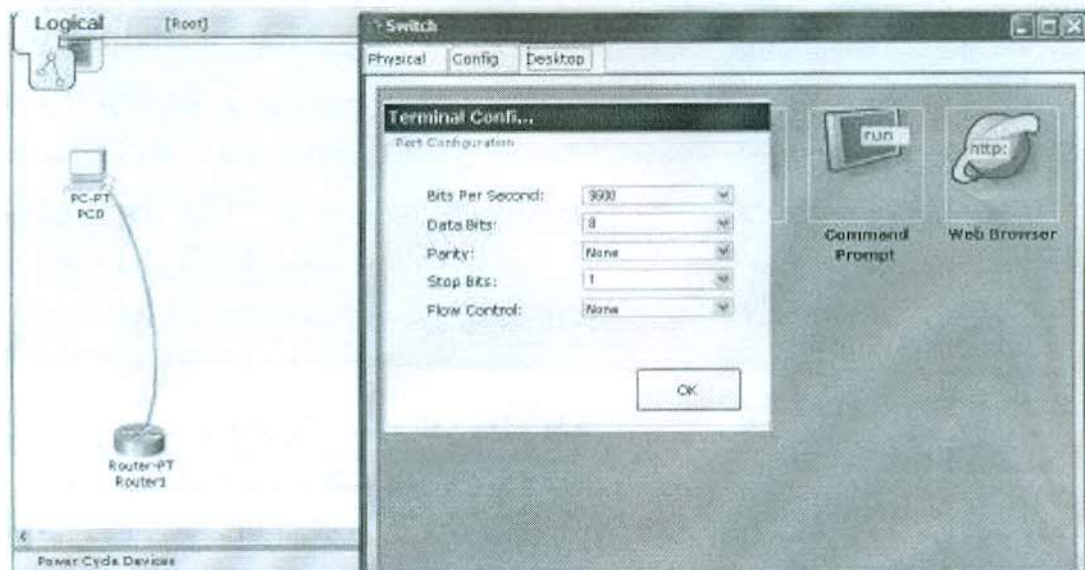 Logical [Root]
Switch
Physical Config Desktop
Terminal Confi...
Port Configuration
Bits Per Second: 9600
Data Bits: 8
Parity: None
Stop Bits: 1
Flow Control: None
OK
run
http:
Command
Prompt
Web Browser
PC-PT
PC0
Router-PT
Router1
Power Cycle Devices